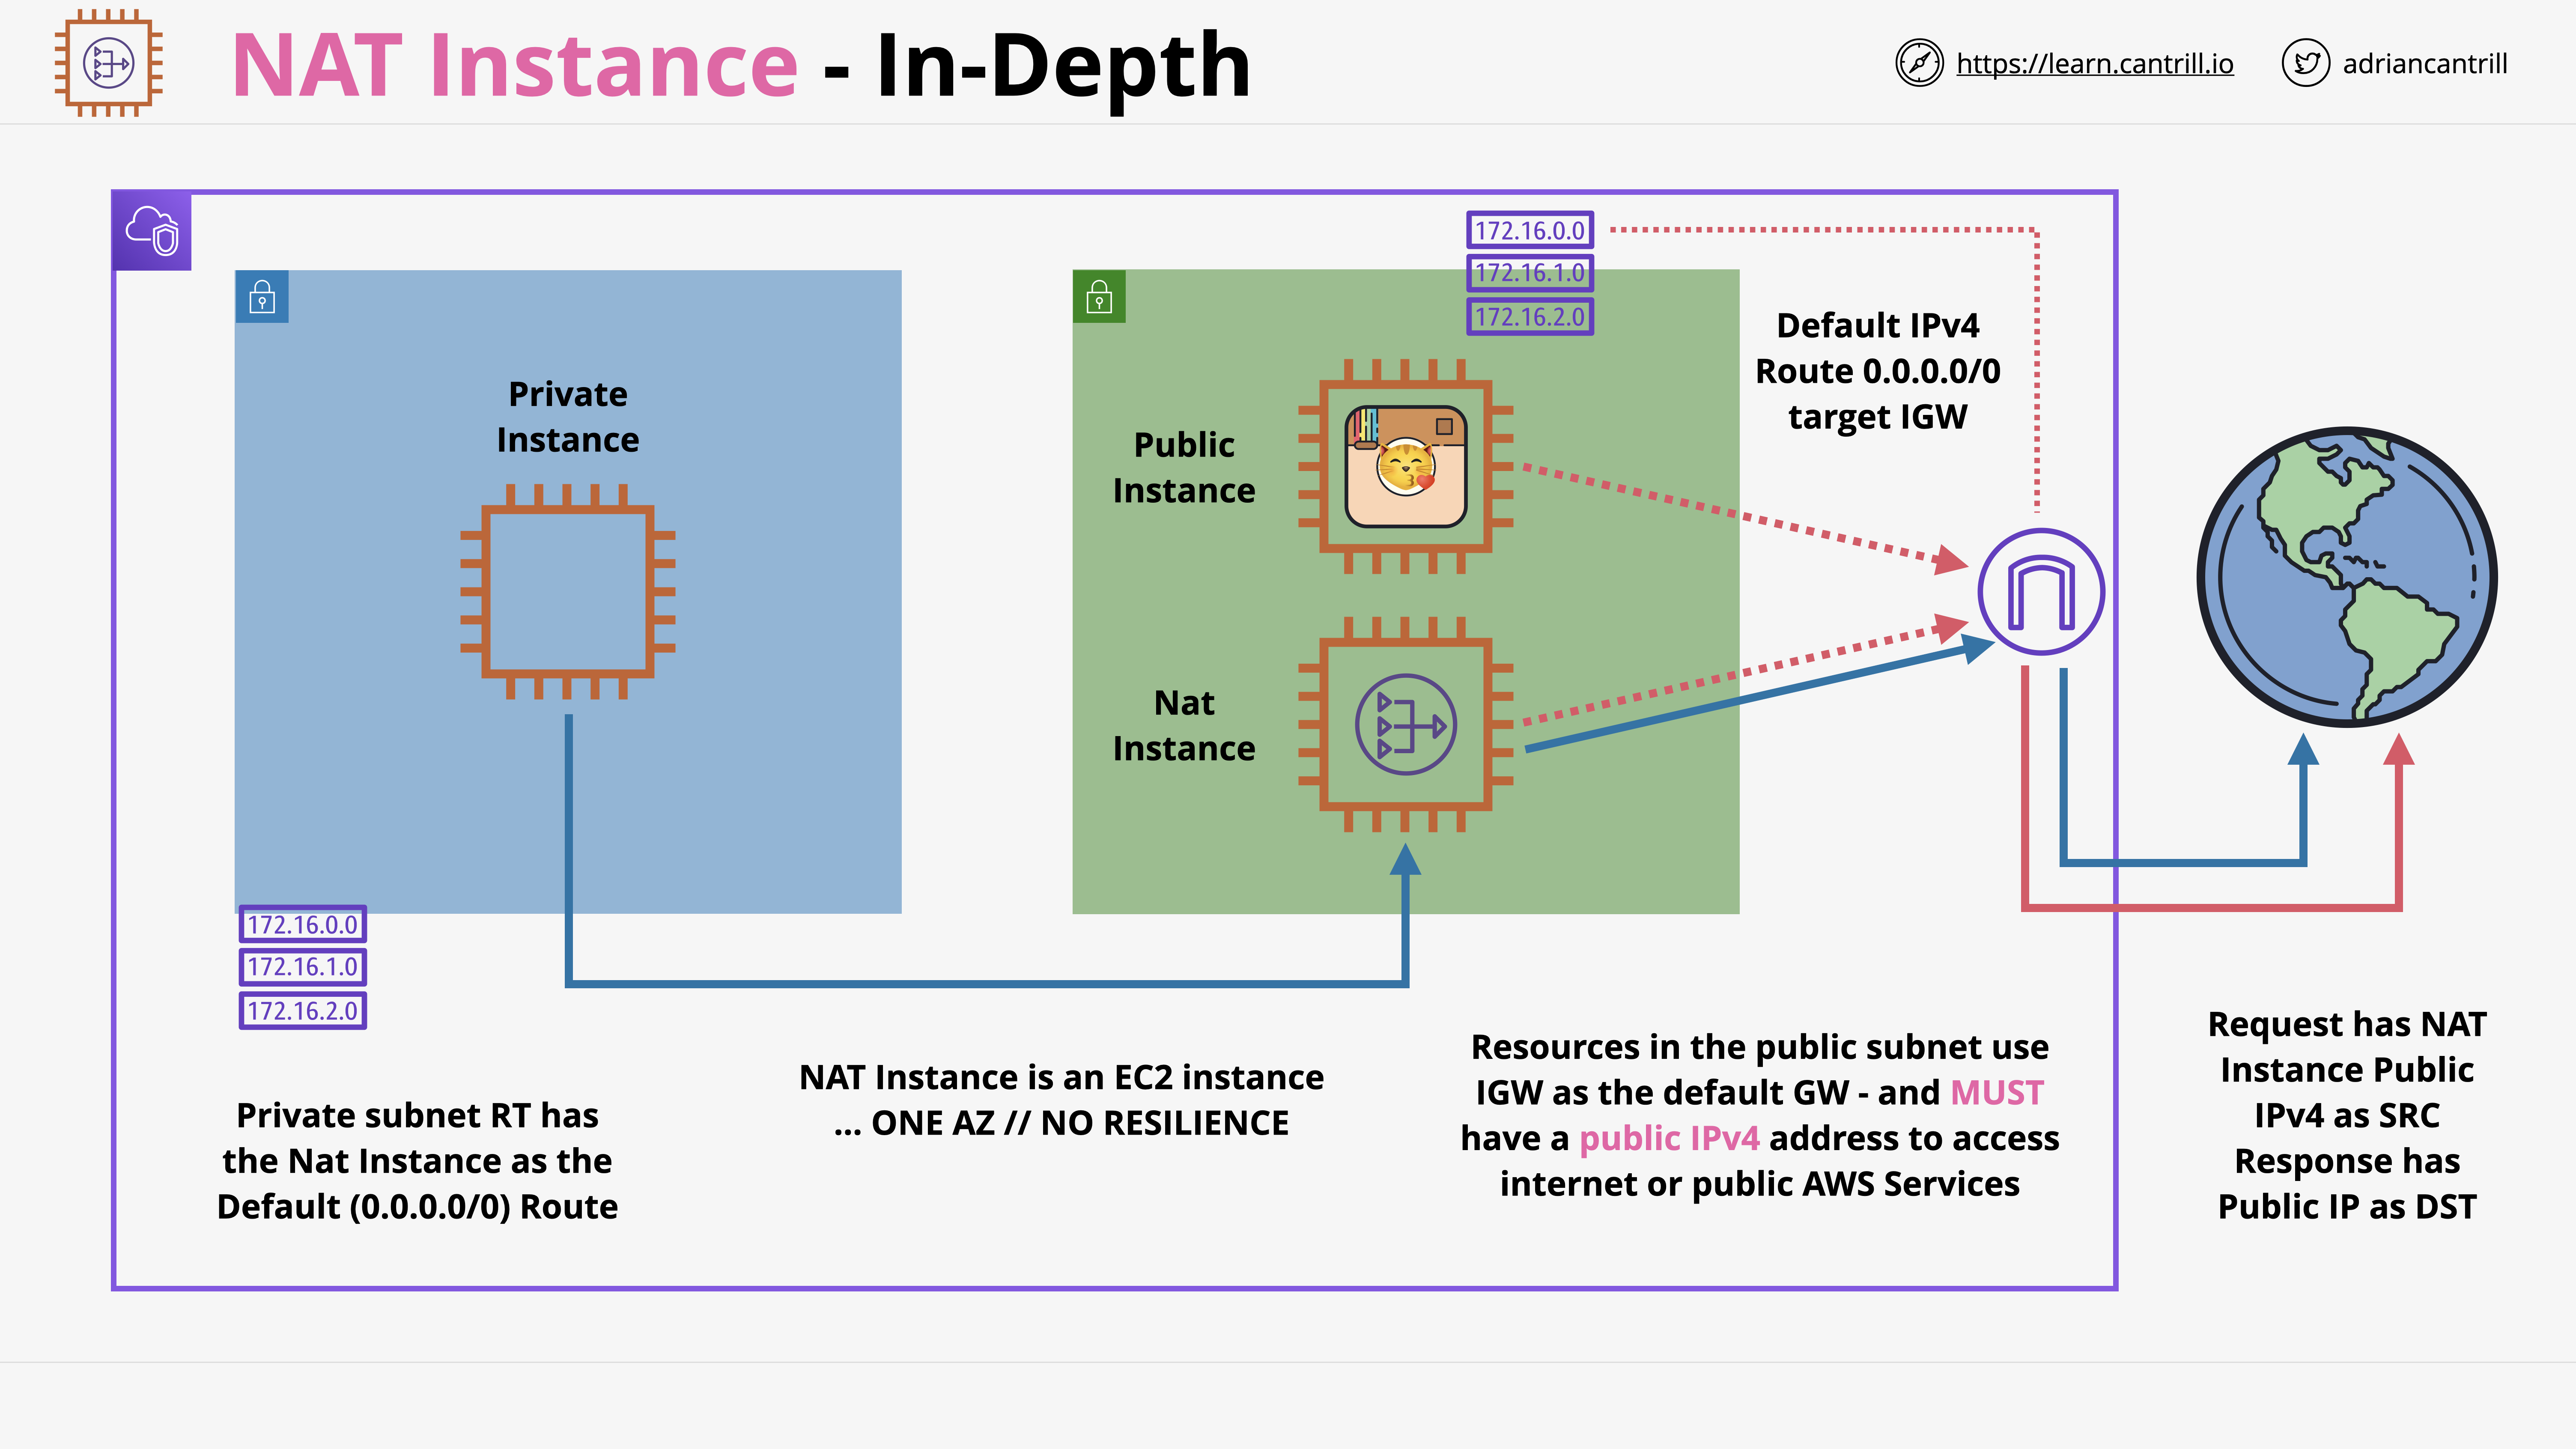 NAT Instance - In-Depth
https://learn.cantrill.io
adriancantrill
172.16.0.0
172.16.1.0
172.16.2.0
Default IPv4
Route 0.0.0.0/0
target IGW
Private
Instance
Public
Instance
Nat
Instance
172.16.0.0
172.16.1.0
172.16.2.0
Private subnet RT has
the Nat Instance as the
Default (0.0.0.0/0) Route
NAT Instance is an EC2 instance
... ONE AZ // NO RESILIENCE
Resources in the public subnet use
IGW as the default GW - and MUST
have a public IPv4 address to access
internet or public AWS Services
Request has NAT
Instance Public
IPv4 as SRC
Response has
Public IP as DST